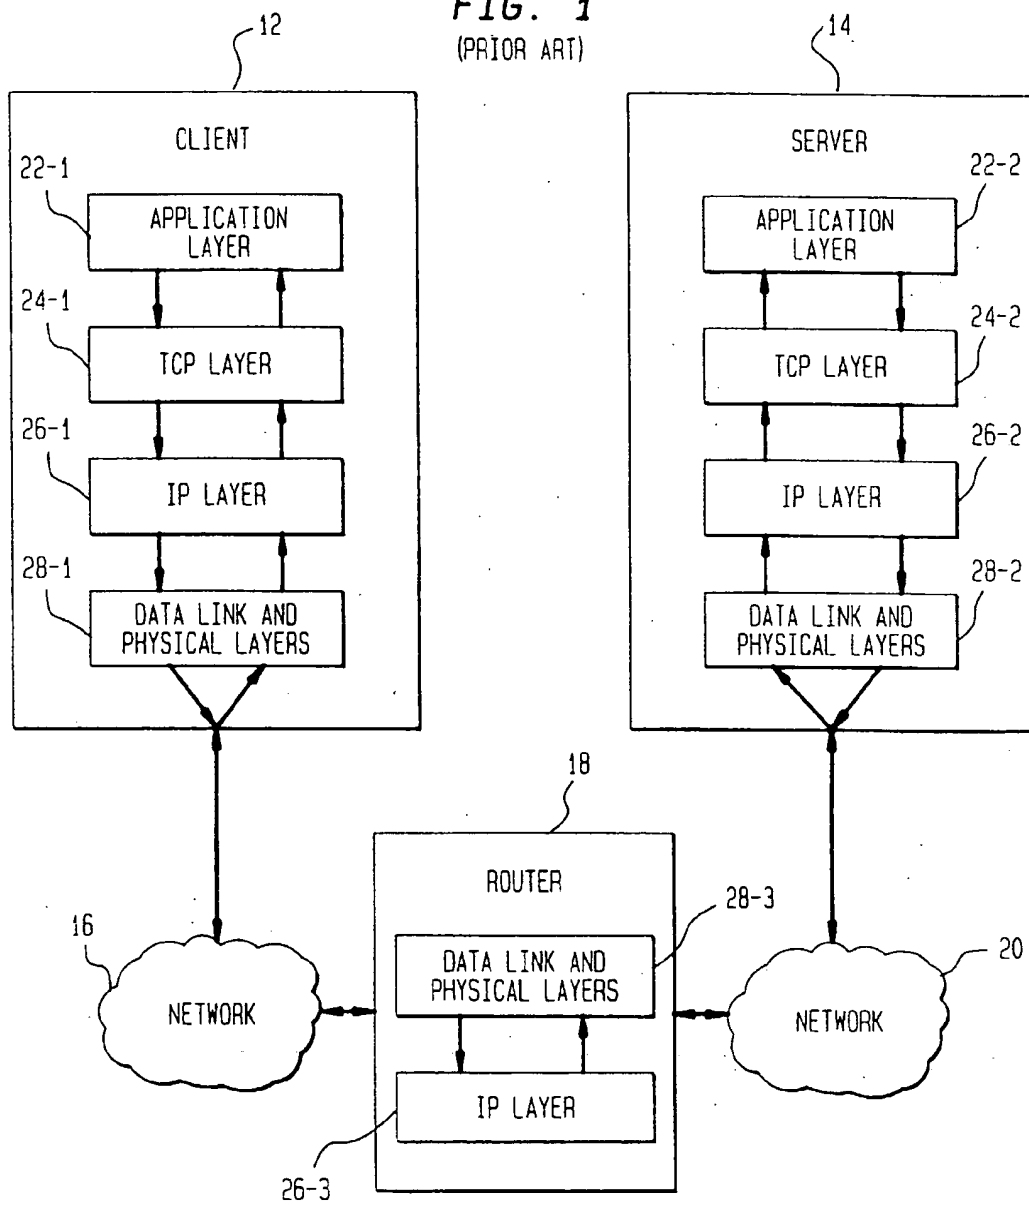 FIG. 1
(PRIOR ART)
12
14
CLIENT
SERVER
22-1
22-2
APPLICATION
LAYER
APPLICATION
LAYER
24-1
24-2
TCP LAYER
TCP LAYER
26-1
26-2
IP LAYER
IP LAYER
28-1
28-2
DATA LINK AND
PHYSICAL LAYERS
DATA LINK AND
PHYSICAL LAYERS
18
ROUTER
28-3
16
20
DATA LINK AND
PHYSICAL LAYERS
NETWORK
NETWORK
IP LAYER
26-3